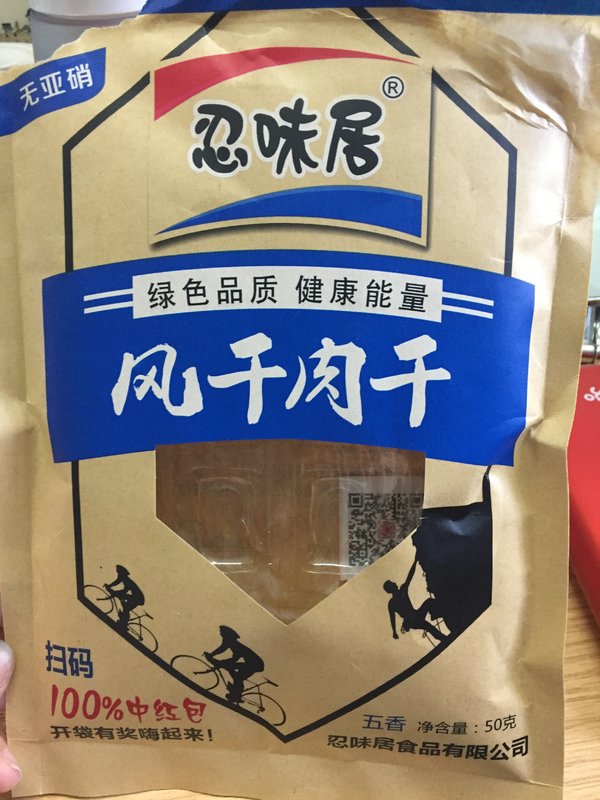 无亚硝
忍味居®
绿色品质 健康能量
风干肉干
扫码
100%中红包
开袋有奖嗨起来!
五香 净含量:50克
忍味居食品有限公司